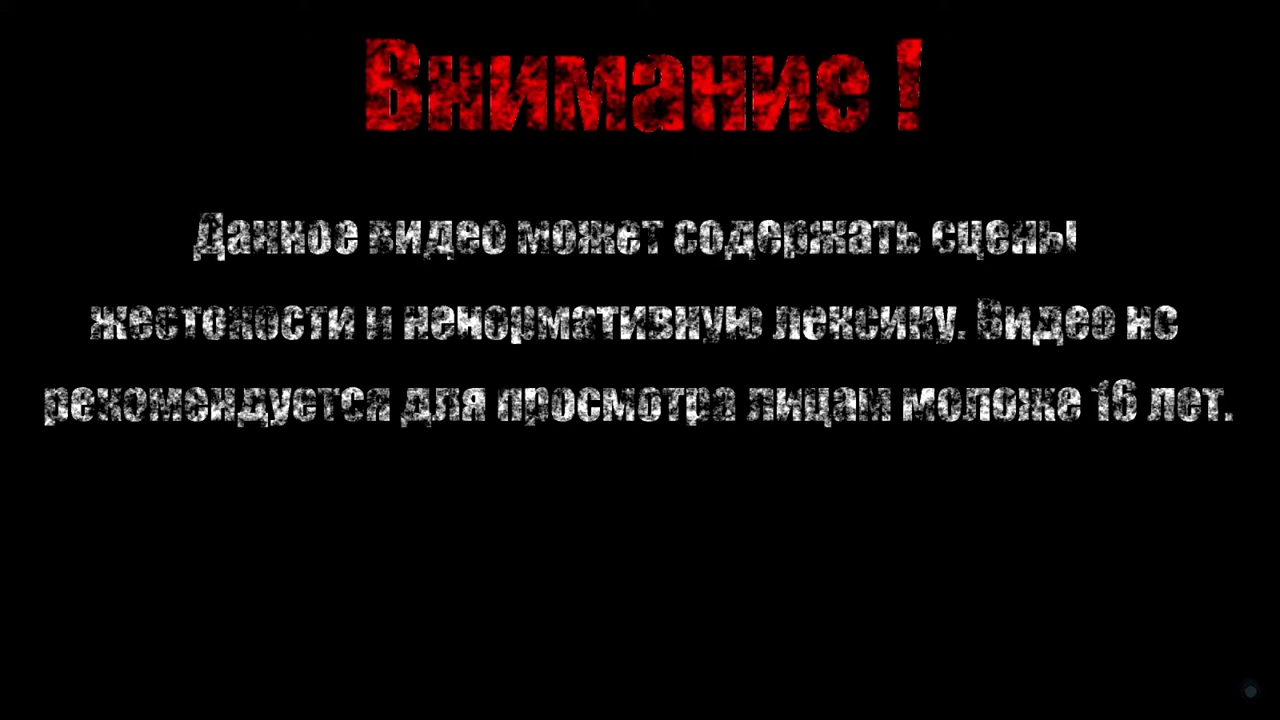 Внимание !
Данное видео может содержать сцены
жестокости и ненормативную лексику. Видео не
рекомендуется для просмотра лицам моложе 16 лет.